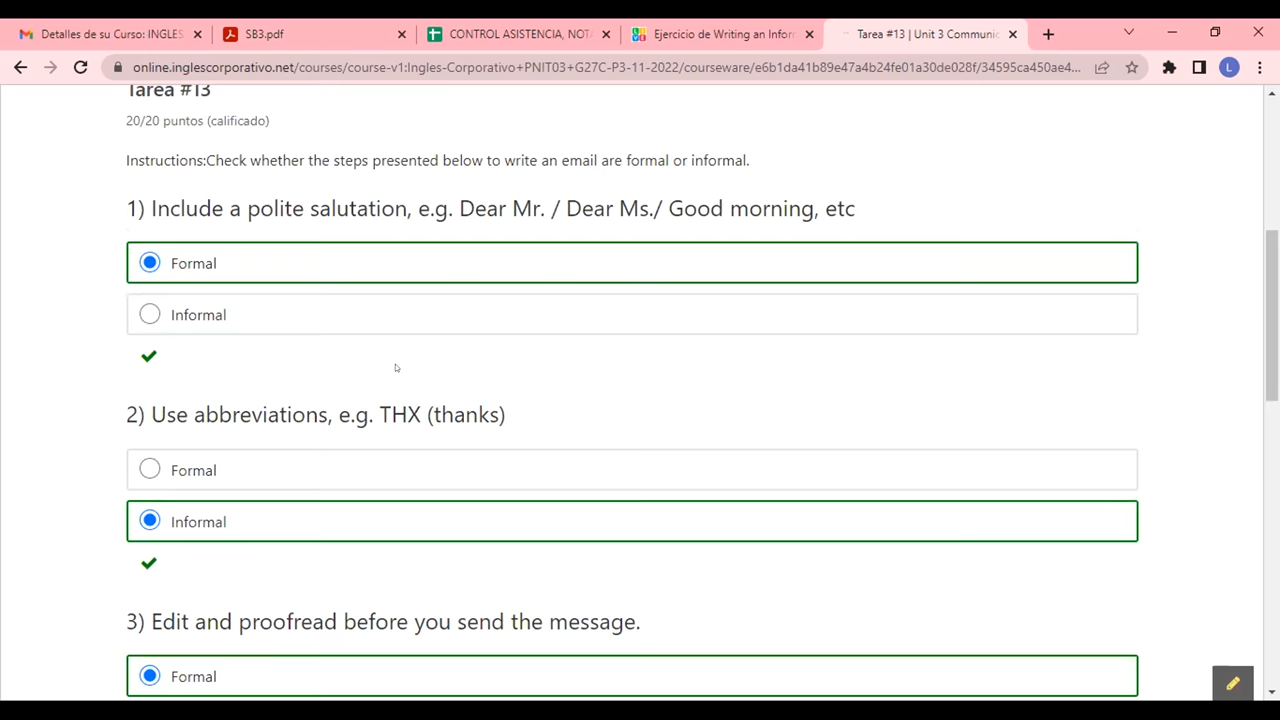 Detalles de su Curso: INGLES
SB3.pdf
CONTROL ASISTENCIA, NOTA
Ejercicio de Writing an Inform
Tarea #13 | Unit 3 Communic
online.inglescorporativo.net/courses/course-v1:Ingles-Corporativo+PNIT03+G27C-P3-11-2022/courseware/e6b1da41b89e47a4b24fe01a30de028f/34595ca450ae4...
L
Tarea #13
20/20 puntos (calificado)
Instructions:Check whether the steps presented below to write an email are formal or informal.
1) Include a polite salutation, e.g. Dear Mr. / Dear Ms./ Good morning, etc
Formal
Informal
2) Use abbreviations, e.g. THX (thanks)
Formal
Informal
3) Edit and proofread before you send the message.
Formal